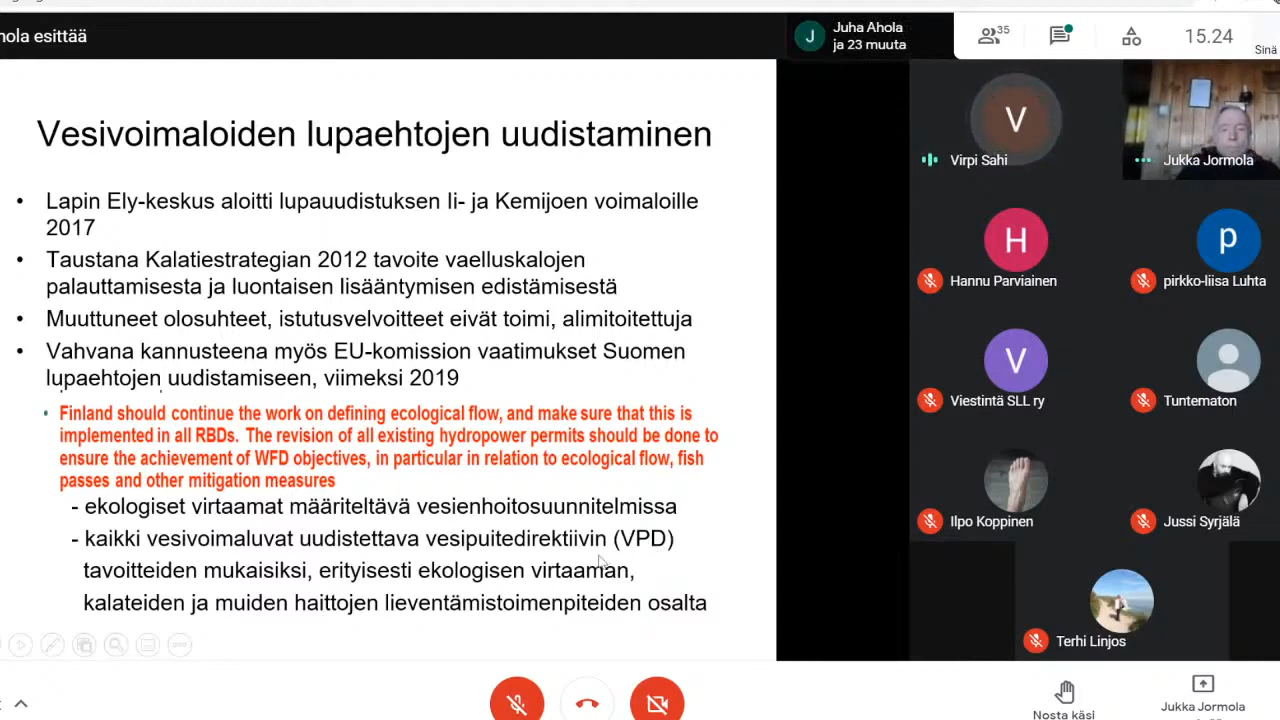 hola esittää
J
Juha Ahola
ja 23 muuta
35
15.24
Sinä
Vesivoimaloiden lupaehtojen uudistaminen
• Lapin Ely-keskus aloitti lupauudistuksen Ii- ja Kemijoen voimaloille
2017
• Taustana Kalatiestrategian 2012 tavoite vaelluskalojen
palauttamisesta ja luontaisen lisääntymisen edistämisestä
• Muuttuneet olosuhteet, istutusvelvoitteet eivät toimi, alimitoitettuja
• Vahvana kannusteena myös EU-komission vaatimukset Suomen
lupaehtojen uudistamiseen, viimeksi 2019
• Finland should continue the work on defining ecological flow, and make sure that this is
implemented in all RBDs. The revision of all existing hydropower permits should be done to
ensure the achievement of WFD objectives, in particular in relation to ecological flow, fish
passes and other mitigation measures
- ekologiset virtaamat määriteltävä vesienhoitosuunnitelmissa
- kaikki vesivoimaluvat uudistettava vesipuitedirektiivin (VPD)
tavoitteiden mukaisiksi, erityisesti ekologisen virtaaman,
kalateiden ja muiden haittojen lieventämistoimenpiteiden osalta
V
Virpi Sahi
Jukka Jormola
H
Hannu Parviainen
p
pirkko-liisa Luhta
V
Viestintä SLL ry
Tuntematon
Ilpo Koppinen
Jussi Syrjälä
Terhi Linjos
Nosta käsi
Jukka Jormola